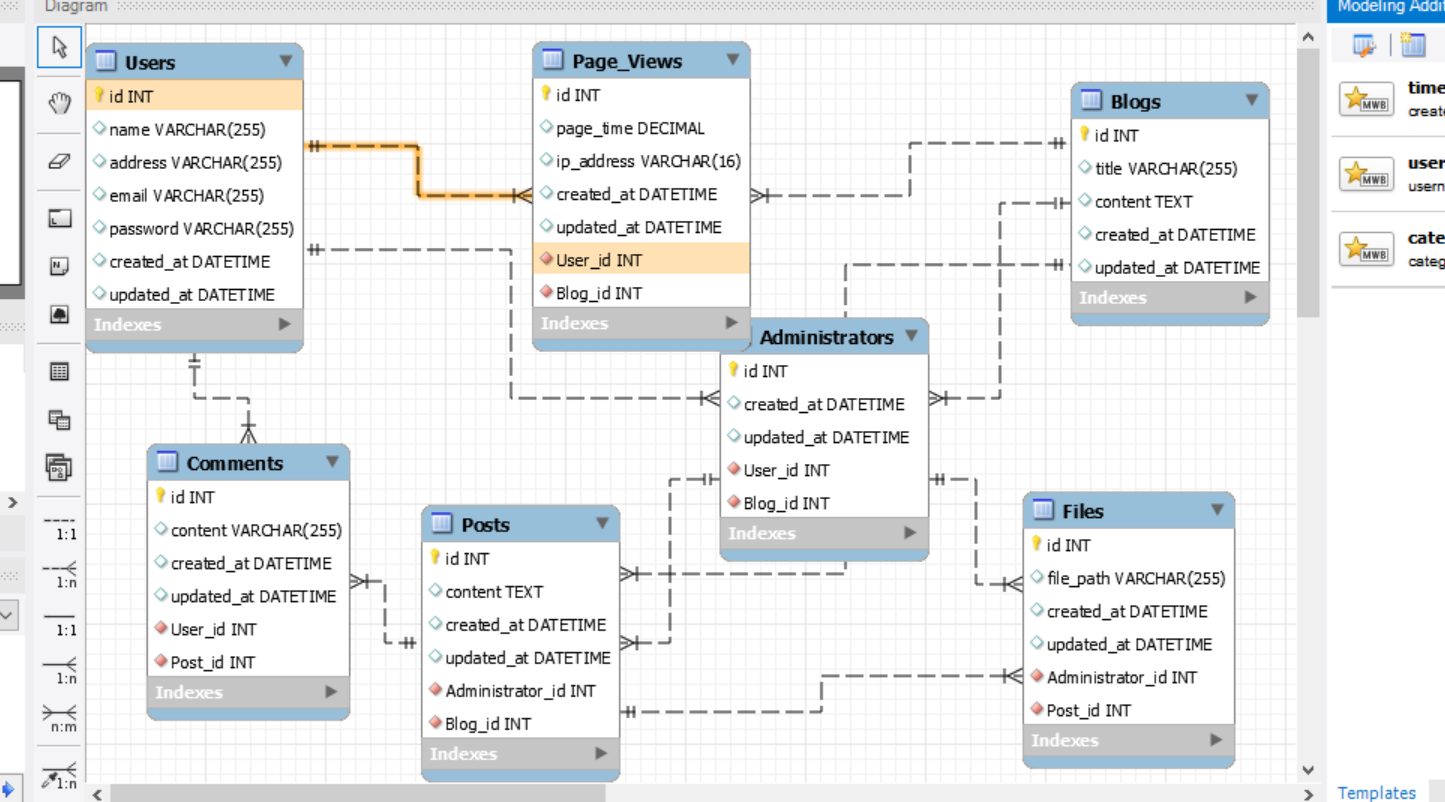 Diagram
Modeling Addi
Users
id INT
name VARCHAR(255)
address VARCHAR(255)
email VARCHAR(255)
password VARCHAR(255)
created_at DATETIME
updated_at DATETIME
Indexes
Page_Views
id INT
page_time DECIMAL
ip_address VARCHAR(16)
created_at DATETIME
updated_at DATETIME
User_id INT
Blog_id INT
Indexes
Blogs
id INT
title VARCHAR(255)
content TEXT
created_at DATETIME
updated_at DATETIME
Indexes
Administrators
id INT
created_at DATETIME
updated_at DATETIME
User_id INT
Blog_id INT
Indexes
Comments
id INT
content VARCHAR(255)
created_at DATETIME
updated_at DATETIME
User_id INT
Post_id INT
Indexes
Posts
id INT
content TEXT
created_at DATETIME
updated_at DATETIME
Administrator_id INT
Blog_id INT
Indexes
Files
id INT
file_path VARCHAR(255)
created_at DATETIME
updated_at DATETIME
Administrator_id INT
Post_id INT
Indexes
1:1
1:n
1:1
1:n
n:m
1:n
MWB
time
create
MWB
user
usern
MWB
cate
categ
Templates